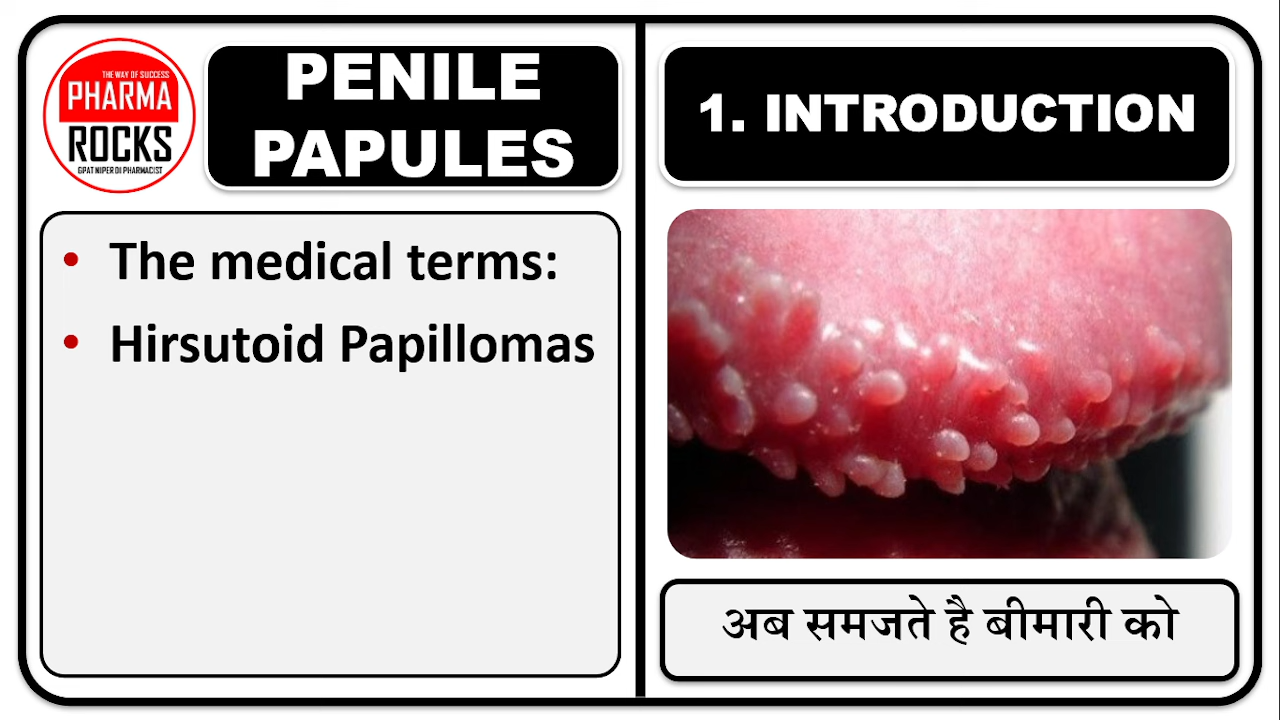 THE WAY OF SUCCESS
PHARMA
ROCKS
GPAT NIPER DI PHARMACIST
PENILE
PAPULES
• The medical terms:
• Hirsutoid Papillomas
1. INTRODUCTION
अब समजते है बीमारी को